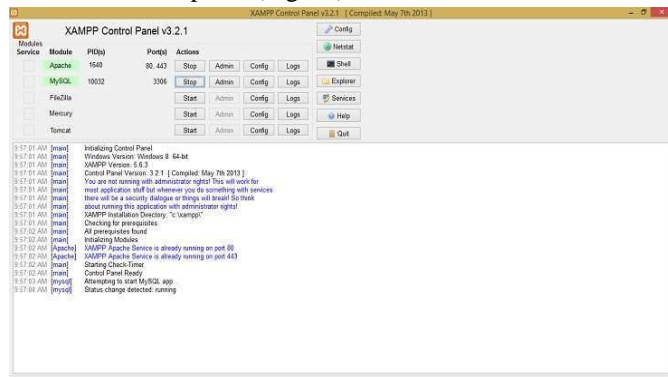 XAMPP Control Panel v3.2.1 [ Compiled: May 7th 2013 ]
XAMPP Control Panel v3.2.1
Config
Modules
Service Module PID(s) Port(s) Actions
Netstat
Apache 1640 80, 443 Stop Admin Config Logs
Shell
MySQL 10032 3306 Stop Admin Config Logs
Explorer
FileZilla Start Admin Config Logs
Services
Mercury Start Admin Config Logs
Help
Tomcat Start Admin Config Logs
Quit
9:57:01 AM [main] Initializing Control Panel
9:57:01 AM [main] Windows Version: Windows 8 64-bit
9:57:01 AM [main] XAMPP Version: 5.6.3
9:57:01 AM [main] Control Panel Version: 3.2.1 [ Compiled: May 7th 2013 ]
9:57:01 AM [main] You are not running with administrator rights! This will work for
9:57:01 AM [main] most application stuff but whenever you do something with services
9:57:01 AM [main] there will be a security dialogue or things will break! So think
9:57:01 AM [main] about running this application with administrator rights!
9:57:01 AM [main] XAMPP Installation Directory: "c:\xampp\"
9:57:01 AM [main] Checking for prerequisites
9:57:02 AM [main] All prerequisites found
9:57:02 AM [main] Initializing Modules
9:57:02 AM [Apache] XAMPP Apache Service is already running on port 80
9:57:02 AM [Apache] XAMPP Apache Service is already running on port 443
9:57:02 AM [main] Starting Check-Timer
9:57:02 AM [main] Control Panel Ready
9:57:03 AM [mysql] Attempting to start MySQL app...
9:57:04 AM [mysql] Status change detected: running